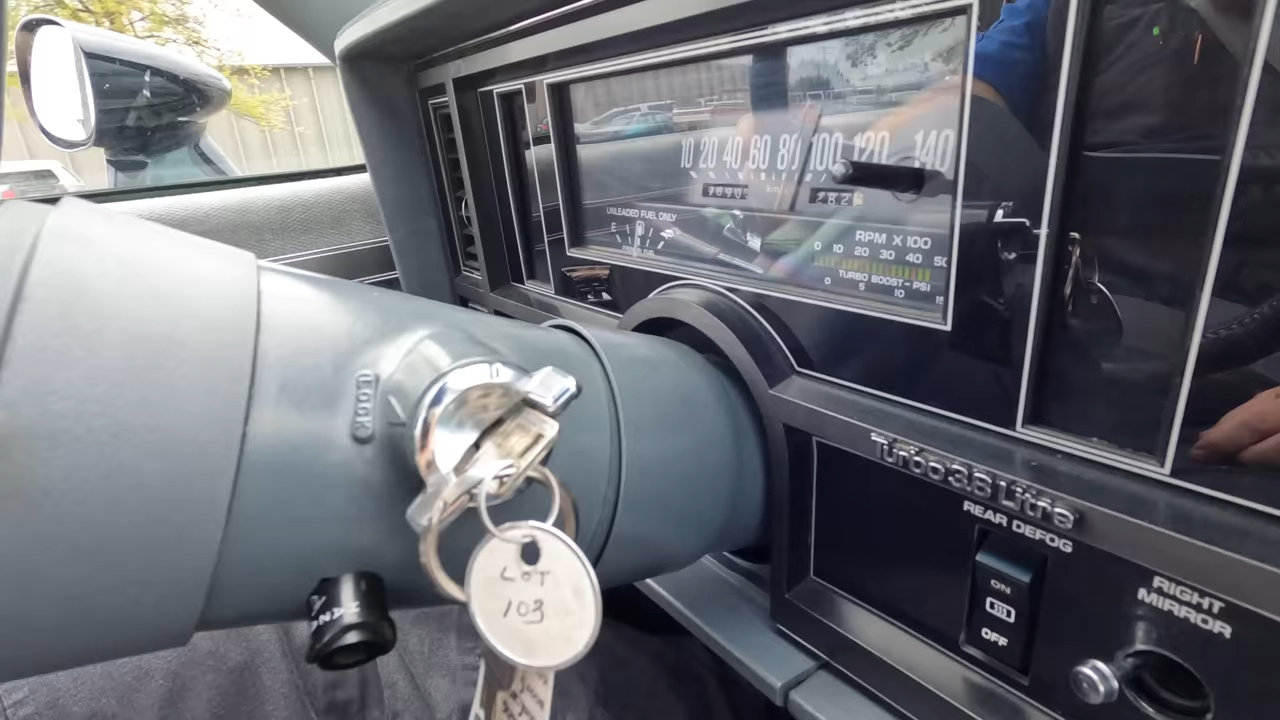 10 20 40 60 80 100 120 140
km/h
UNLEADED FUEL ONLY
E
RPM X 100
0 10 20 30 40 50
TURBO BOOST-PSI
0 5 10 15
LOCK
Turbo 3.8 Litre
REAR DEFOG
ON
OFF
RIGHT
MIRROR
LOT
103